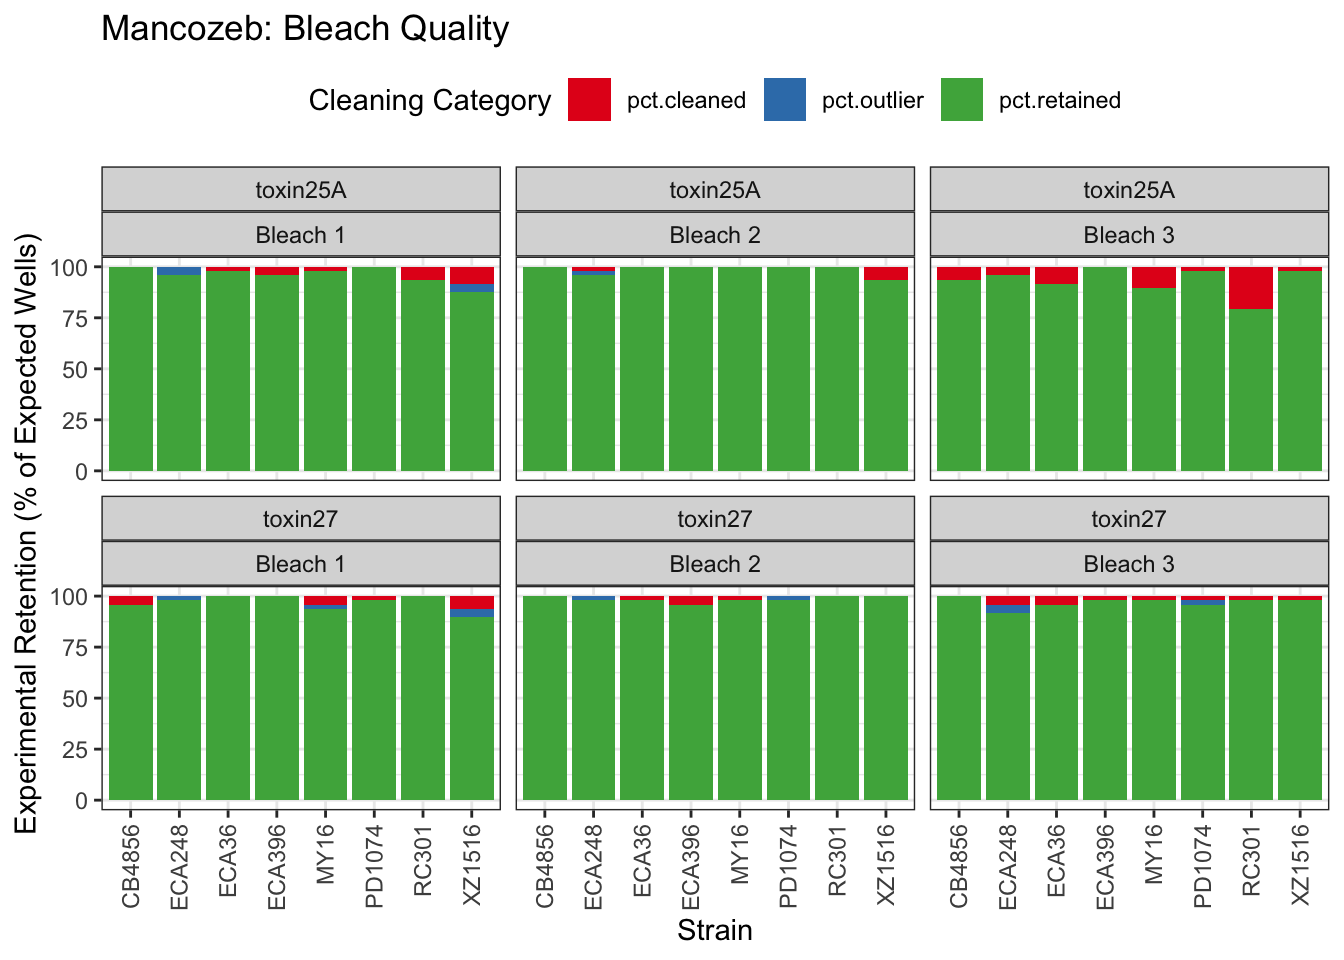 Mancozeb: Bleach Quality
Cleaning Category pct.cleaned pct.outlier pct.retained
toxin25A toxin25A toxin25A
Bleach 1 Bleach 2 Bleach 3
100
75
50
25
0
toxin27 toxin27 toxin27
Bleach 1 Bleach 2 Bleach 3
100
75
50
25
0
Experimental Retention (% of Expected Wells)
CB4856 ECA248 ECA36 ECA396 MY16 PD1074 RC301 XZ1516 CB4856 ECA248 ECA36 ECA396 MY16 PD1074 RC301 XZ1516 CB4856 ECA248 ECA36 ECA396 MY16 PD1074 RC301 XZ1516
Strain